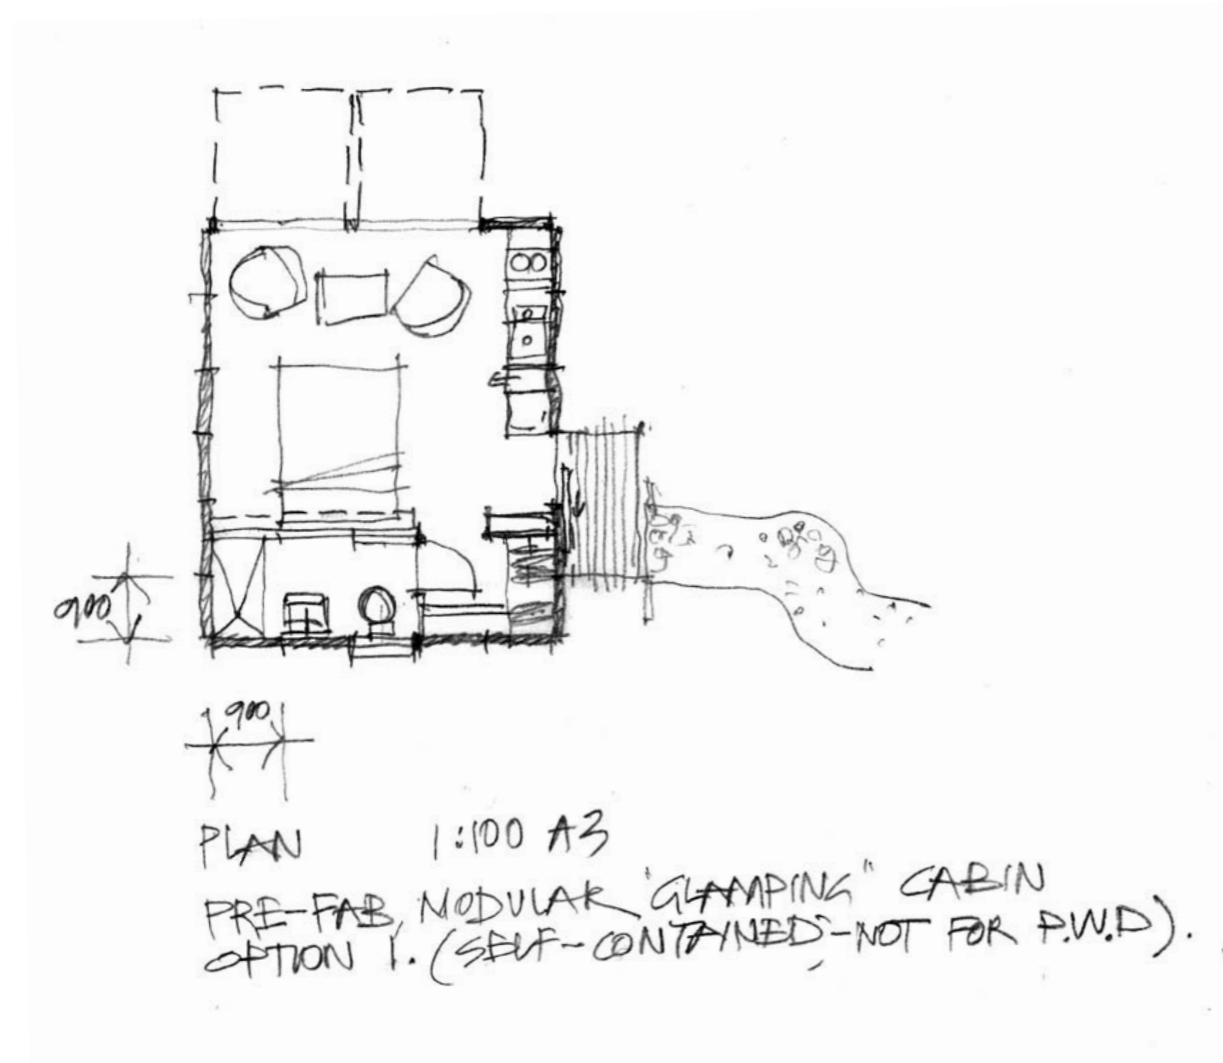 900
900
PLAN 1:100 A3
PRE-FAB, MODULAR "GLAMPING" CABIN
OPTION 1. (SELF-CONTAINED-NOT FOR P.W.D).